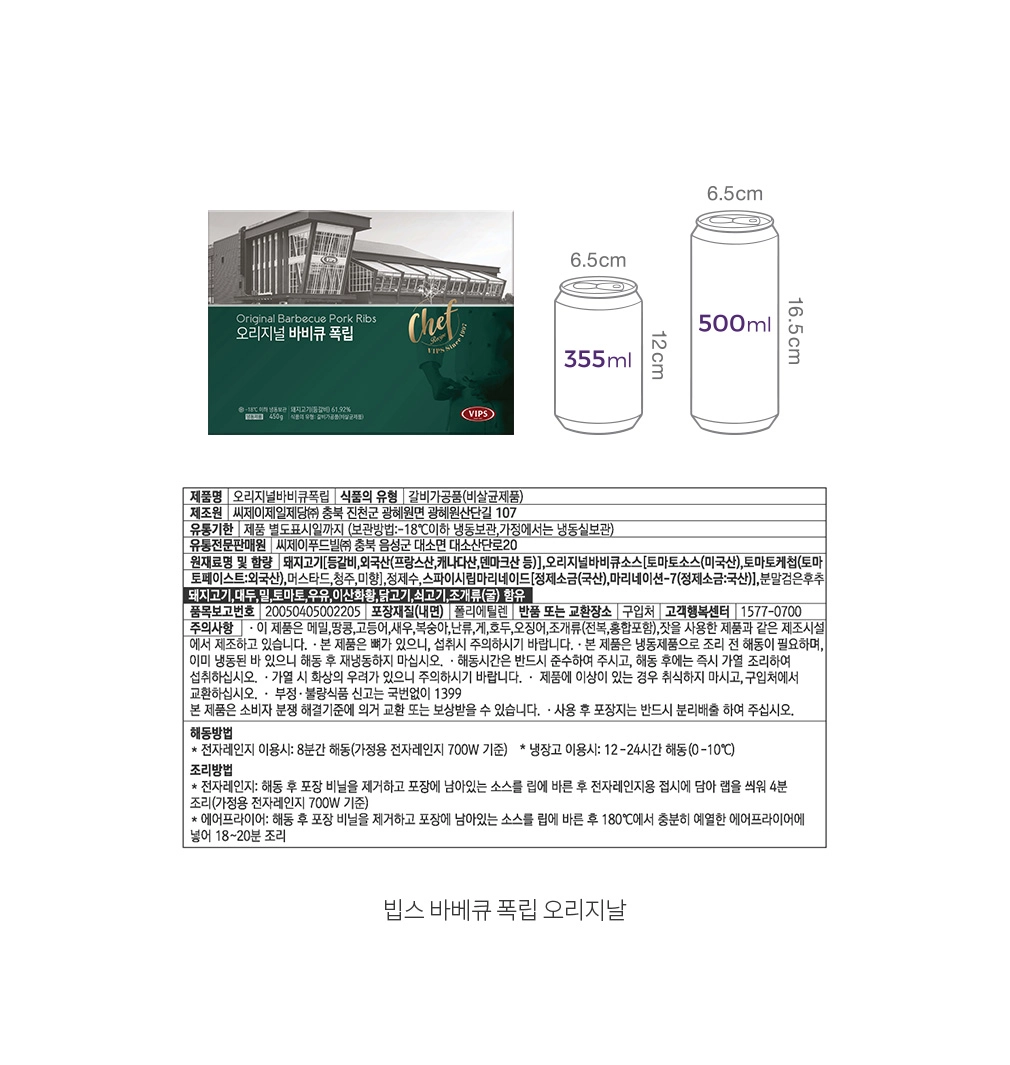 6.5cm
6.5cm
VIPS
Original Barbecue Pork Ribs
오리지널 바비큐 폭립
Chef
VIPS Since 1997
500ml
16.5cm
355ml
12cm
-18℃ 이하 냉동보관 돼지고기(등갈비) 61.92%
450g 식품의 유형: 갈비가공품(비살균제품)
VIPS
제품명 오리지널바비큐폭립 식품의 유형 갈비가공품(비살균제품)
제조원 씨제이제일제당㈜ 충북 진천군 광혜원면 광혜원산단길 107
유통기한 제품 별도표시일까지 (보관방법:-18℃이하 냉동보관,가정에서는 냉동실보관)
유통전문판매원 씨제이푸드빌㈜ 충북 음성군 대소면 대소산단로20
원재료명 및 함량 돼지고기[등갈비,외국산(프랑스산,캐나다산,덴마크산 등)],오리지널바비큐소스[토마토소스(미국산),토마토케첩(토마
토페이스트:외국산),머스타드,청주,미향],정제수,스파이시립마리네이드[정제소금(국산),마리네이션-7(정제소금:국산)],분말검은후추
돼지고기,대두,밀,토마토,우유,이산화황,닭고기,쇠고기,조개류(굴) 함유
품목보고번호 20050405002205 포장재질(내면) 폴리에틸렌 반품 또는 교환장소 구입처 고객행복센터 1577-0700
주의사항 · 이 제품은 메밀,땅콩,고등어,새우,복숭아,난류,게,호두,오징어,조개류(전복,홍합포함),잣을 사용한 제품과 같은 제조시설
에서 제조하고 있습니다. · 본 제품은 뼈가 있으니, 섭취시 주의하시기 바랍니다. · 본 제품은 냉동제품으로 조리 전 해동이 필요하며,
이미 냉동된 바 있으니 해동 후 재냉동하지 마십시오. · 해동시간은 반드시 준수하여 주시고, 해동 후에는 즉시 가열 조리하여
섭취하십시오. · 가열 시 화상의 우려가 있으니 주의하시기 바랍니다. · 제품에 이상이 있는 경우 취식하지 마시고, 구입처에서
교환하십시오. · 부정·불량식품 신고는 국번없이 1399
본 제품은 소비자 분쟁 해결기준에 의거 교환 또는 보상받을 수 있습니다. · 사용 후 포장지는 반드시 분리배출 하여 주십시오.
해동방법
* 전자레인지 이용시: 8분간 해동(가정용 전자레인지 700W 기준) * 냉장고 이용시: 12-24시간 해동(0-10℃)
조리방법
* 전자레인지: 해동 후 포장 비닐을 제거하고 포장에 남아있는 소스를 립에 바른 후 전자레인지용 접시에 담아 랩을 씌워 4분
조리(가정용 전자레인지 700W 기준)
* 에어프라이어: 해동 후 포장 비닐을 제거하고 포장에 남아있는 소스를 립에 바른 후 180℃에서 충분히 예열한 에어프라이어에
넣어 18~20분 조리
빕스 바베큐 폭립 오리지날